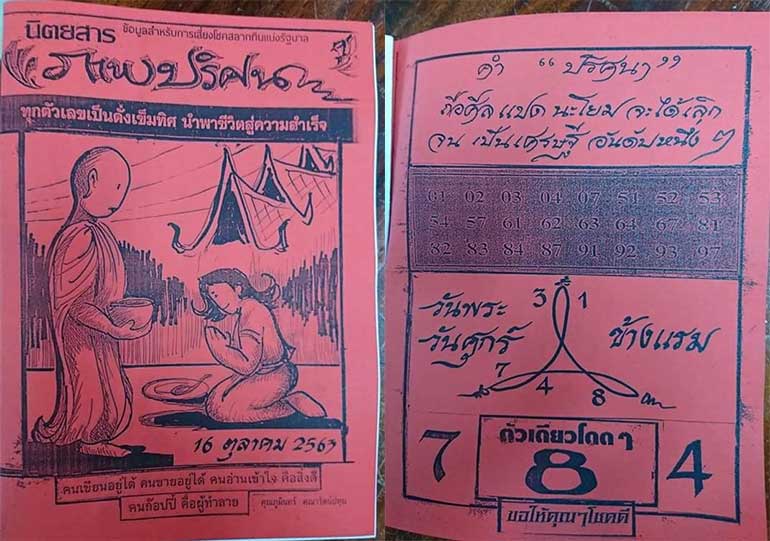 นิตยสาร ข้อมูลสำหรับการเสี่ยงโชคสลากกินแบ่งรัฐบาล
ภาพปริศนา
ทุกตัวเลขเป็นดั่งเข็มทิศ นำพาชีวิตสู่ความสำเร็จ
16 ตุลาคม 2563
คนเขียนอยู่ได้ คนขายอยู่ได้ คนอ่านเข้าใจ คือสิ่งดี
คนก๊อปปี้ คือผู้ทำลาย
คำ “ ปริศนา ”
ถือศีล แปด นะโยม จะได้เลิก
จน เป็นเศรษฐี อันดับหนึ่ง ๆ
01 02 03 04 07 51 52 53
54 57 61 62 63 64 67 81
82 83 84 87 91 92 93 97
วันพระ 3 1
วันศุกร์ ข้างแรม
7 4 8
ตัวเดียวโดด ๆ
7 8 4
ขอให้คุณๆโชคดี